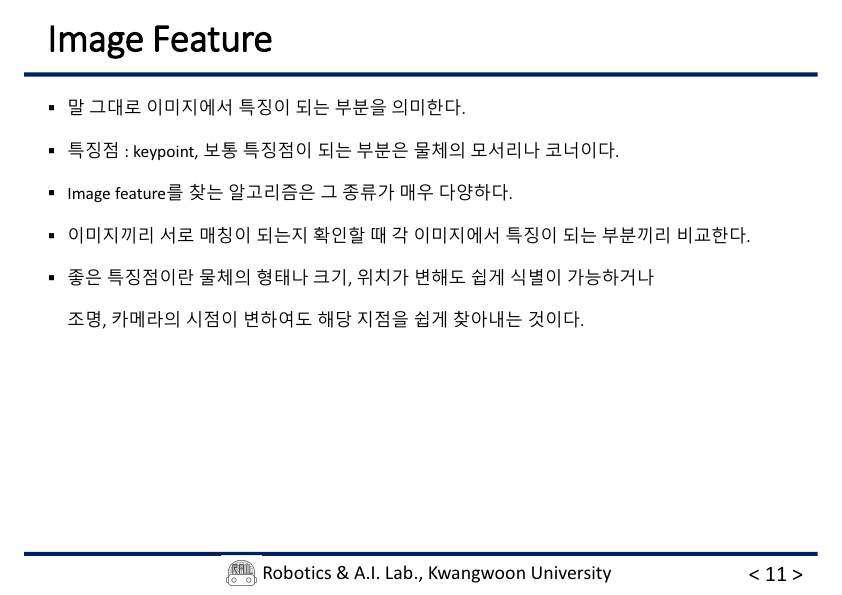 Image Feature
▪ 말 그대로 이미지에서 특징이 되는 부분을 의미한다.
▪ 특징점 : keypoint, 보통 특징점이 되는 부분은 물체의 모서리나 코너이다.
▪ Image feature를 찾는 알고리즘은 그 종류가 매우 다양하다.
▪ 이미지끼리 서로 매칭이 되는지 확인할 때 각 이미지에서 특징이 되는 부분끼리 비교한다.
▪ 좋은 특징점이란 물체의 형태나 크기, 위치가 변해도 쉽게 식별이 가능하거나
조명, 카메라의 시점이 변하여도 해당 지점을 쉽게 찾아내는 것이다.
RAIL Robotics & A.I. Lab., Kwangwoon University
< 11 >